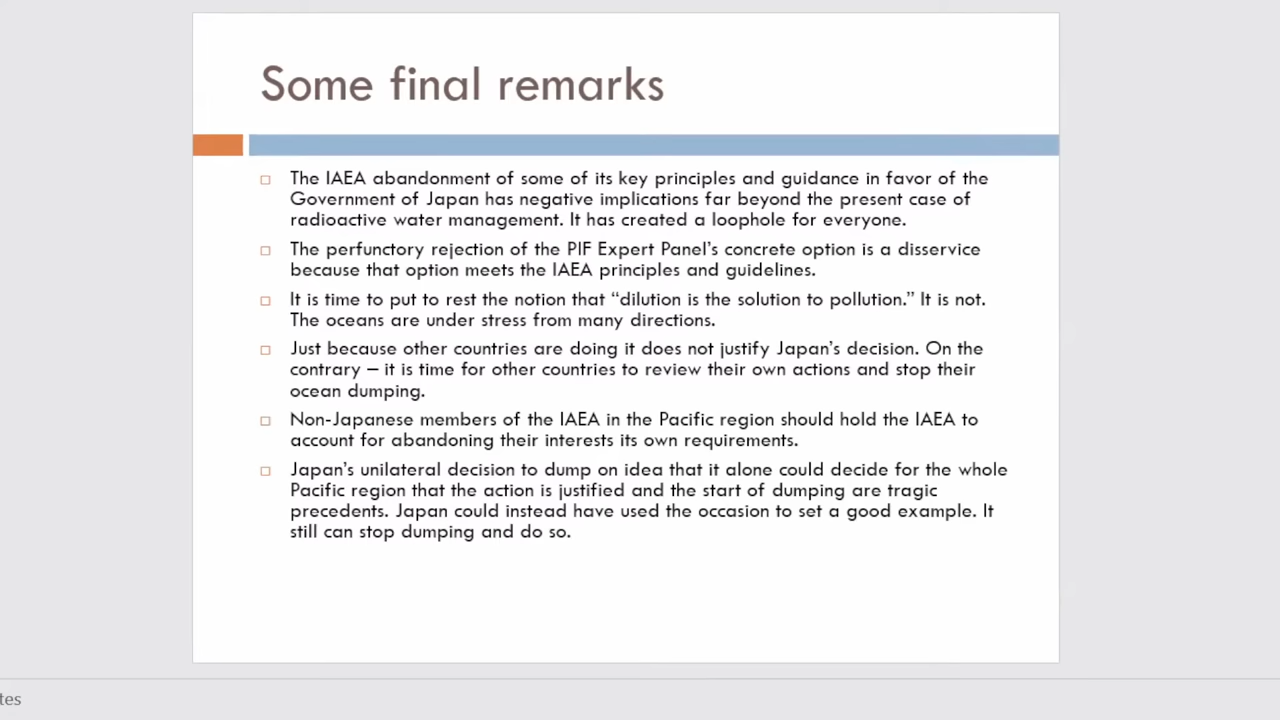 Some final remarks
The IAEA abandonment of some of its key principles and guidance in favor of the
Government of Japan has negative implications far beyond the present case of
radioactive water management. It has created a loophole for everyone.
The perfunctory rejection of the PIF Expert Panel’s concrete option is a disservice
because that option meets the IAEA principles and guidelines.
It is time to put to rest the notion that “dilution is the solution to pollution.” It is not.
The oceans are under stress from many directions.
Just because other countries are doing it does not justify Japan’s decision. On the
contrary – it is time for other countries to review their own actions and stop their
ocean dumping.
Non-Japanese members of the IAEA in the Pacific region should hold the IAEA to
account for abandoning their interests its own requirements.
Japan’s unilateral decision to dump on idea that it alone could decide for the whole
Pacific region that the action is justified and the start of dumping are tragic
precedents. Japan could instead have used the occasion to set a good example. It
still can stop dumping and do so.
tes